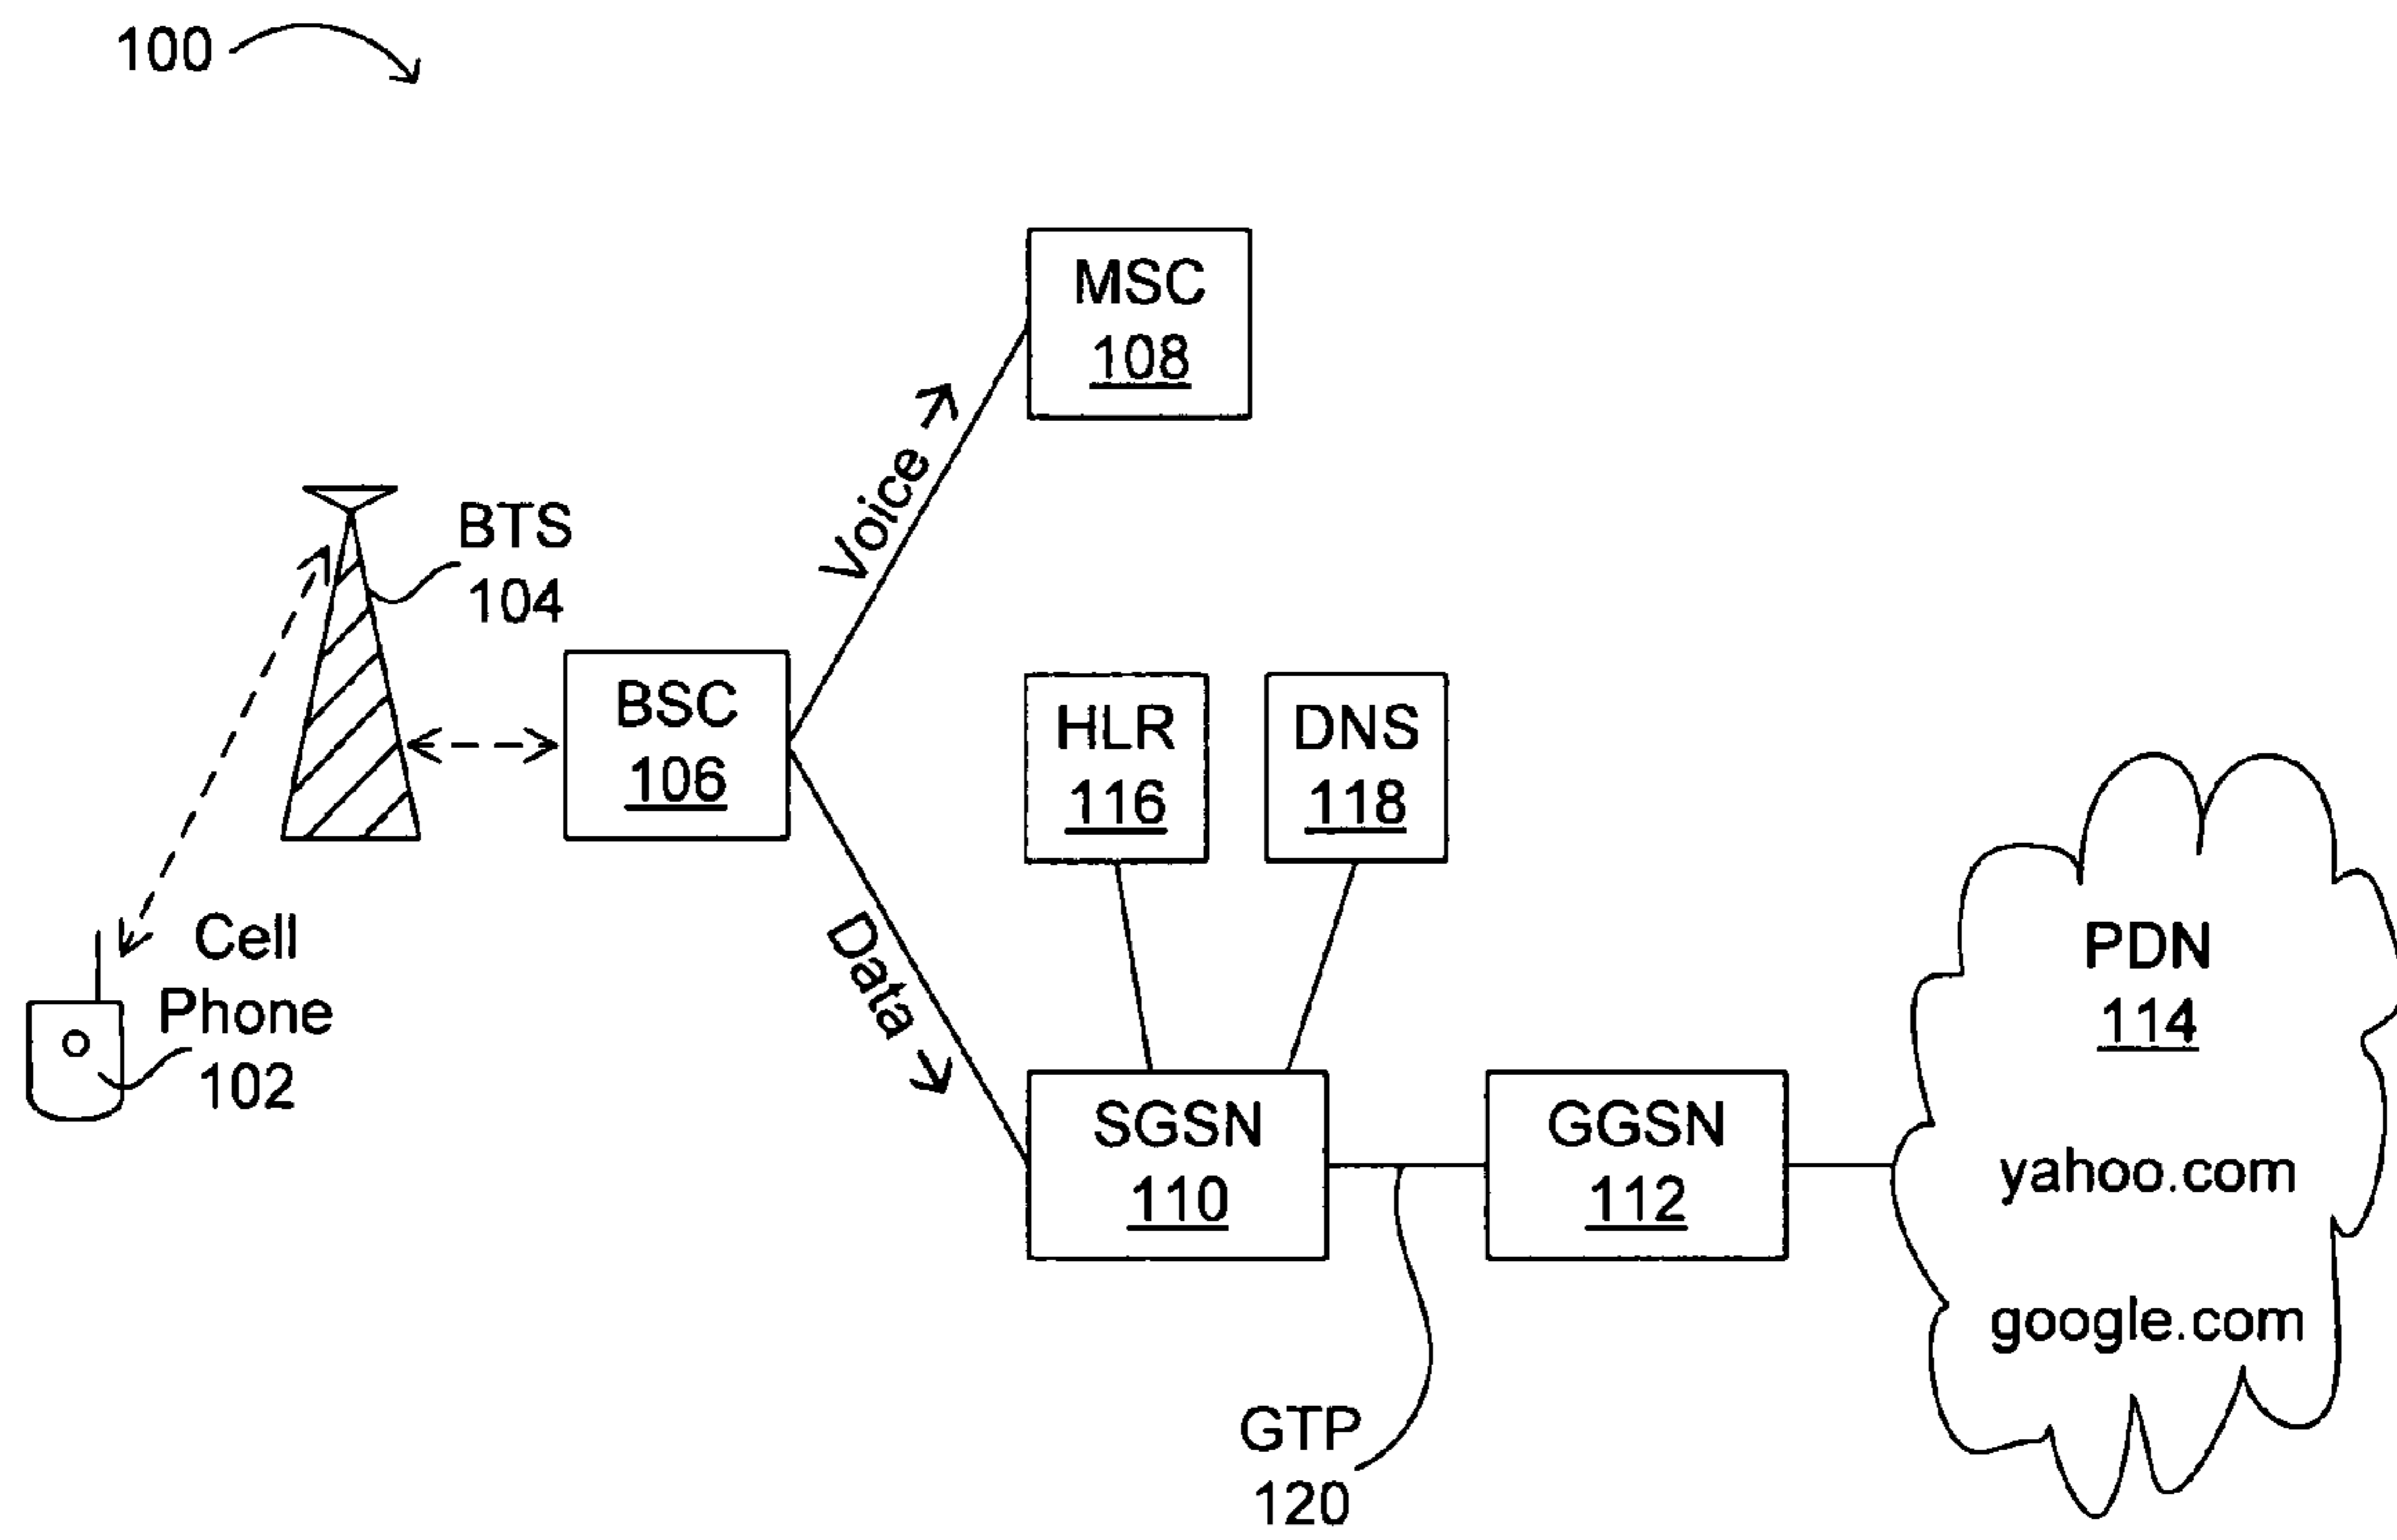 100
MSC
108
Voice
BTS
104
BSC
106
HLR
116
DNS
118
Cell
Phone
102
Data
PDN
114
yahoo.com
google.com
SGSN
110
GGSN
112
GTP
120